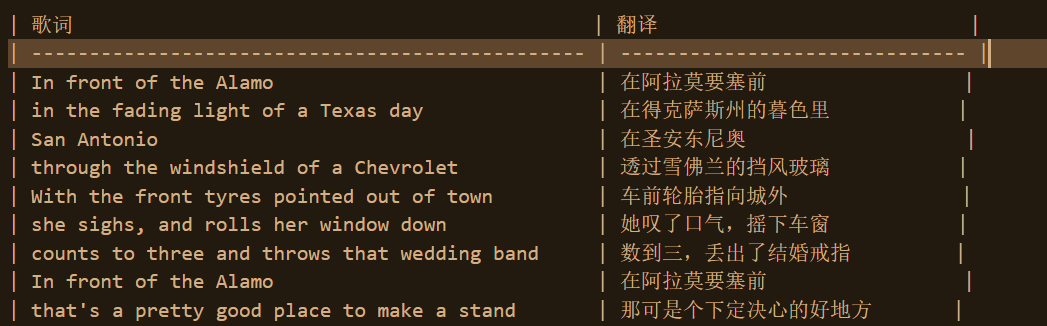 | 歌词 | 翻译 |
| ------------------------------------------------ | ------------------------------ |
| In front of the Alamo | 在阿拉莫要塞前 |
| in the fading light of a Texas day | 在得克萨斯州的暮色里 |
| San Antonio | 在圣安东尼奥 |
| through the windshield of a Chevrolet | 透过雪佛兰的挡风玻璃 |
| With the front tyres pointed out of town | 车前轮胎指向城外 |
| she sighs, and rolls her window down | 她叹了口气，摇下车窗 |
| counts to three and throws that wedding band | 数到三，丢出了结婚戒指 |
| In front of the Alamo | 在阿拉莫要塞前 |
| that's a pretty good place to make a stand | 那可是个下定决心的好地方 |